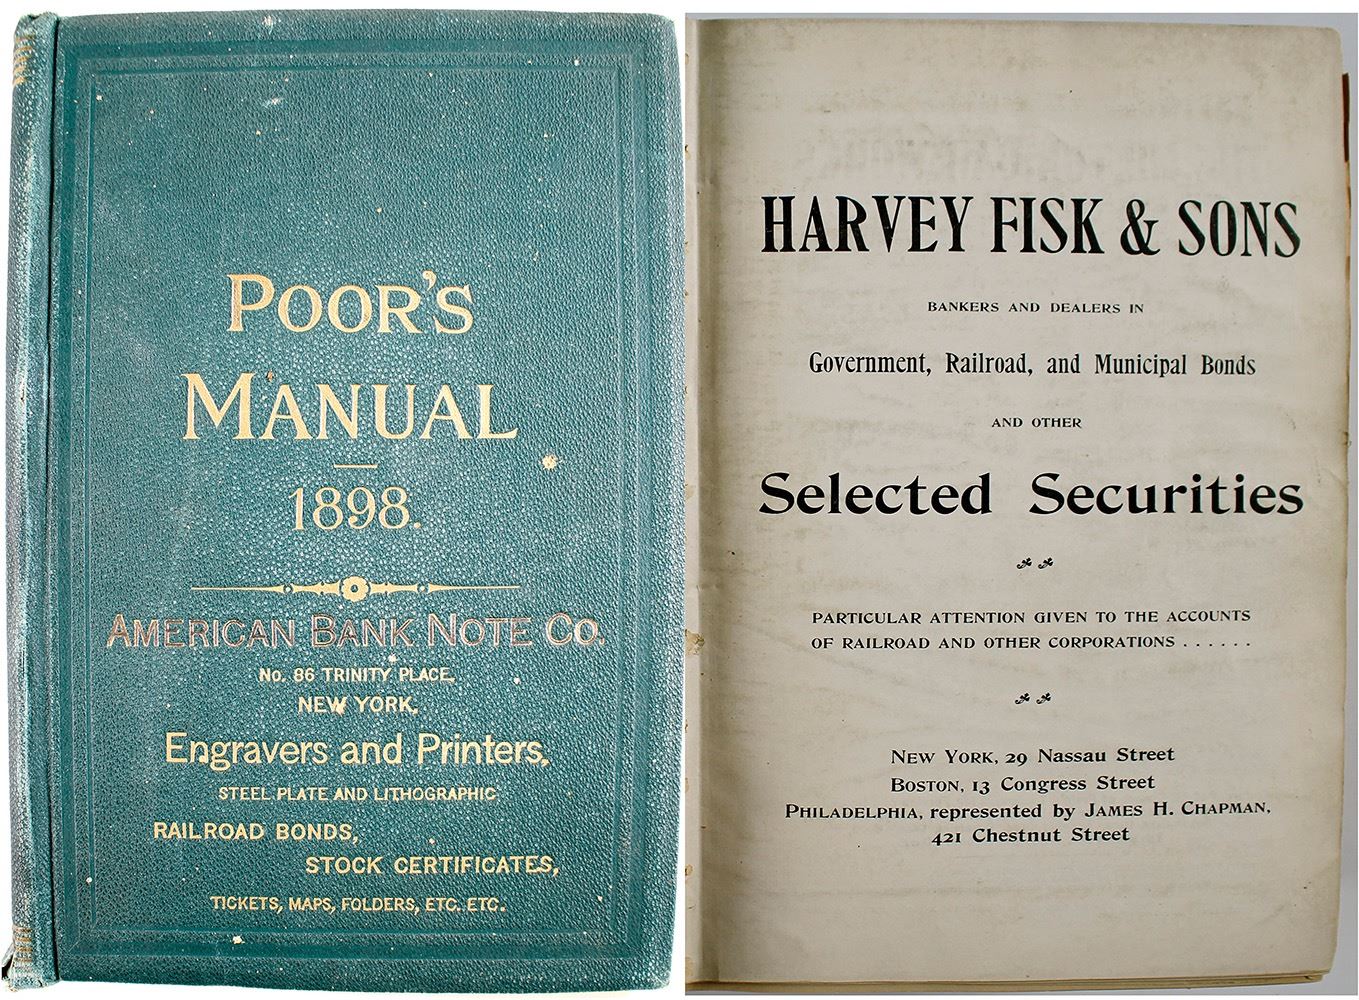 POOR'S
MANUAL
1898.
AMERICAN BANK NOTE CO.
No. 86 TRINITY PLACE,
NEW YORK.
Engravers and Printers,
STEEL PLATE AND LITHOGRAPHIC
RAILROAD BONDS,
STOCK CERTIFICATES,
TICKETS, MAPS, FOLDERS, ETC. ETC.
HARVEY FISK & SONS
BANKERS AND DEALERS IN
Government, Railroad, and Municipal Bonds
AND OTHER
Selected Securities
PARTICULAR ATTENTION GIVEN TO THE ACCOUNTS
OF RAILROAD AND OTHER CORPORATIONS . . . . . .
NEW YORK, 29 Nassau Street
BOSTON, 13 Congress Street
PHILADELPHIA, represented by JAMES H. CHAPMAN,
421 Chestnut Street